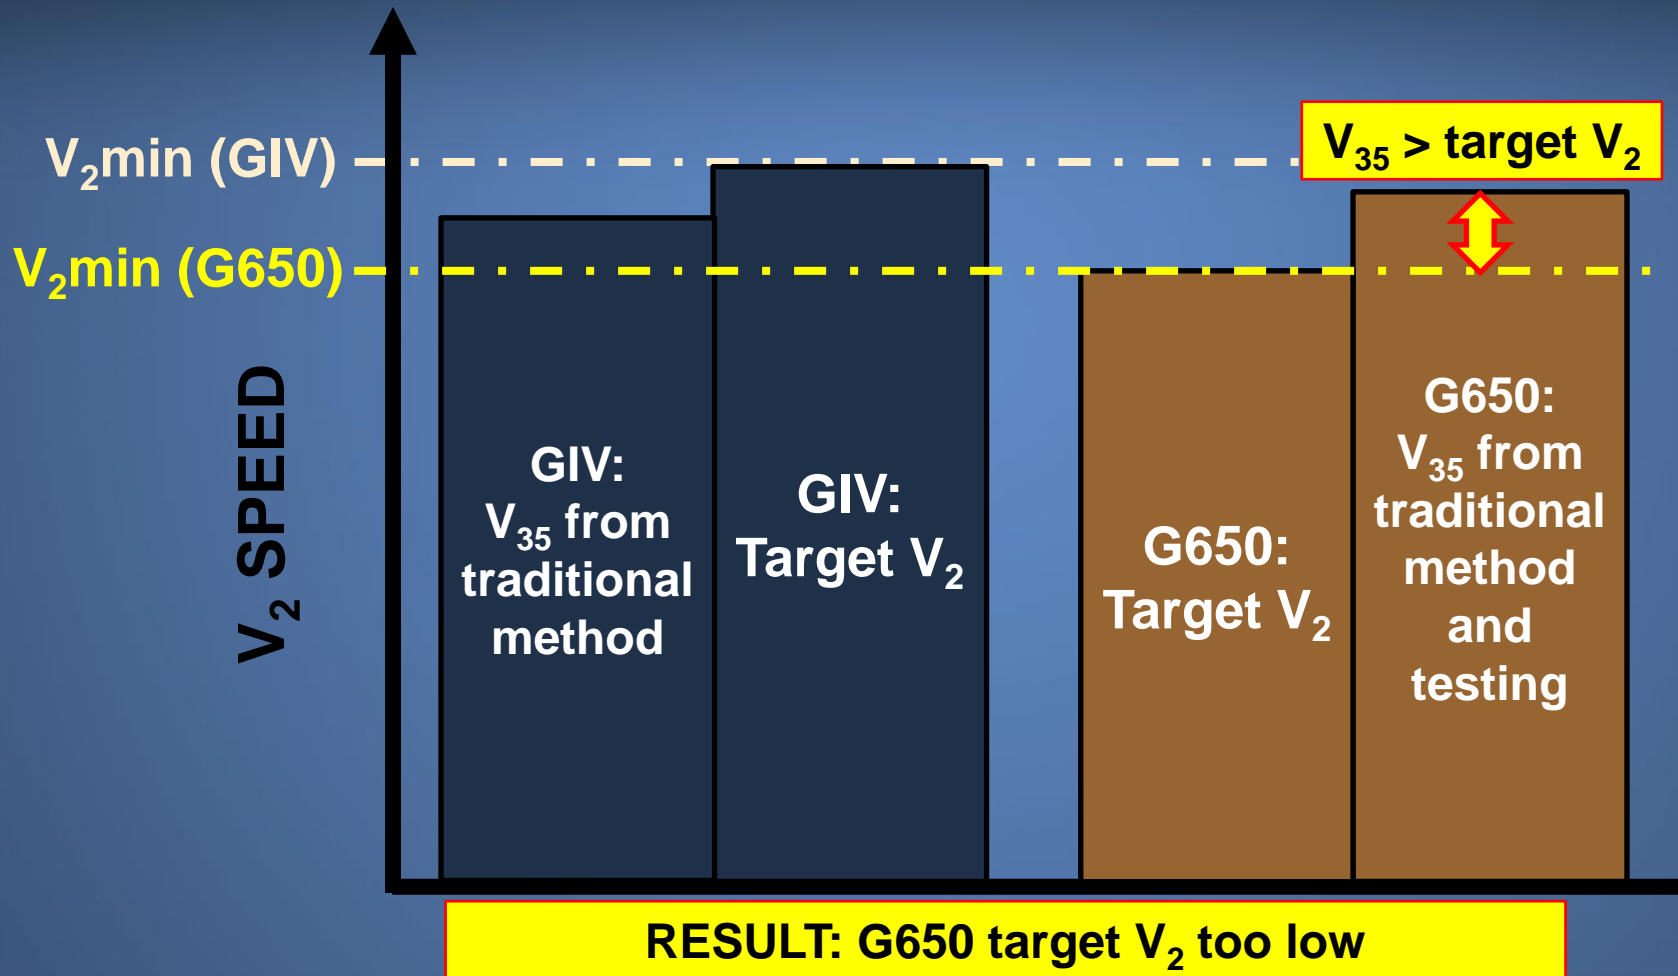 V₂min (GIV)
V₂min (G650)
V₂ SPEED
GIV:
V₃₅ from
traditional
method
GIV:
Target V₂
G650:
Target V₂
V₃₅ > target V₂
G650:
V₃₅ from
traditional
method
and
testing
RESULT: G650 target V₂ too low